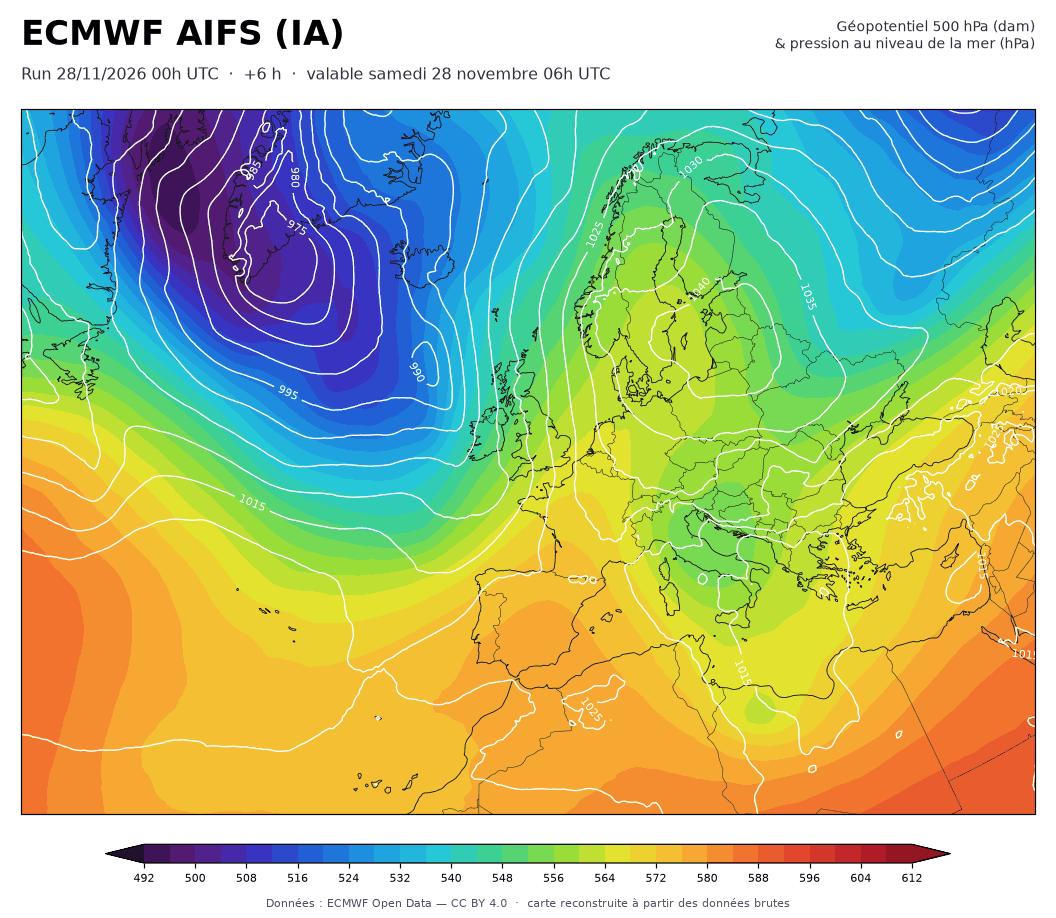 ECMWF AIFS (IA)
Géopotentiel 500 hPa (dam)
& pression au niveau de la mer (hPa)
Run 28/11/2026 00h UTC · +6 h · valable samedi 28 novembre 06h UTC
985
980
975
1030
1025
1040
1035
990
995
1020
1015
1015
1015
1015
1025
492 500 508 516 524 532 540 548 556 564 572 580 588 596 604 612
Données : ECMWF Open Data — CC BY 4.0 · carte reconstruite à partir des données brutes